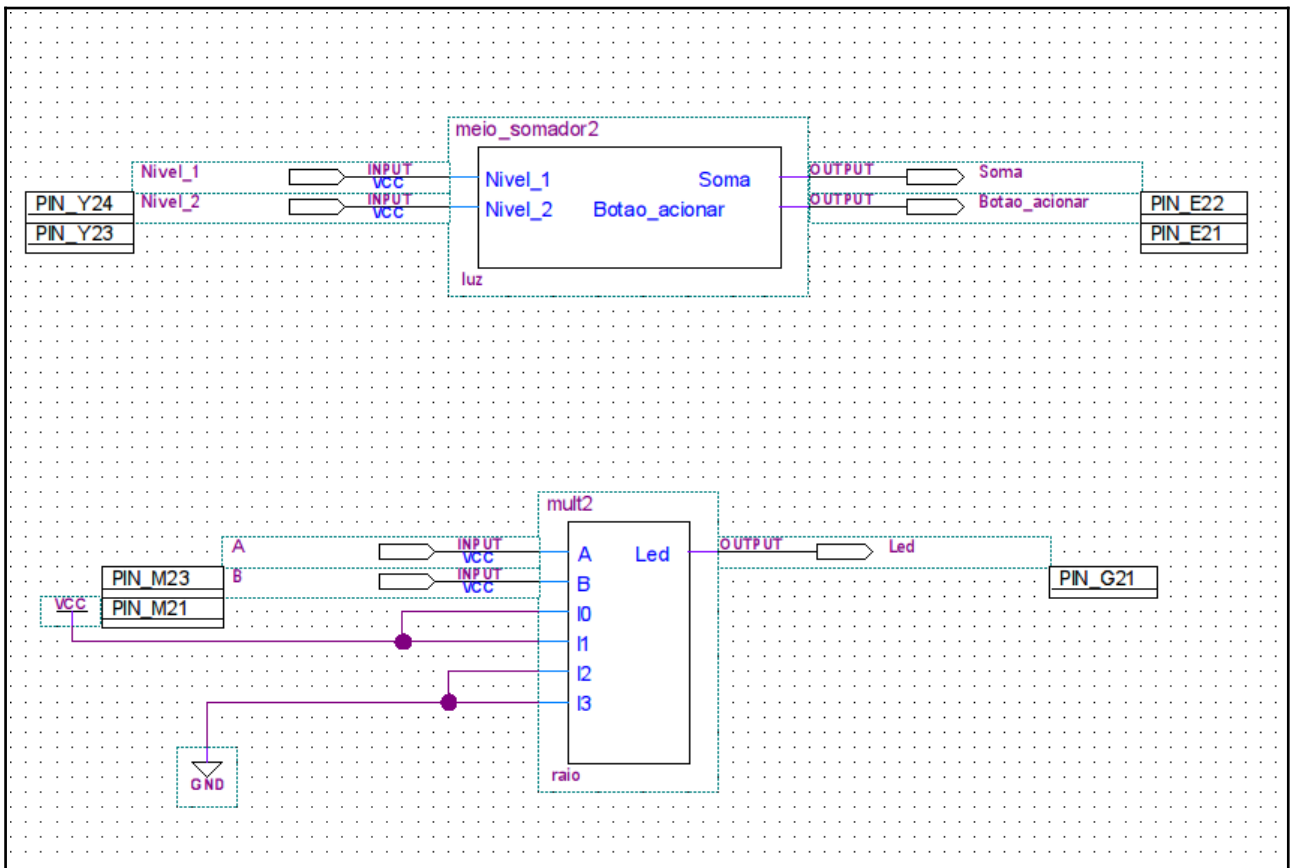 meio_somador2
Nivel_1 INPUT VCC Nivel_1 Soma OUTPUT Soma
PIN_Y24 Nivel_2 INPUT VCC Nivel_2 Botao_acionar OUTPUT Botao_acionar PIN_E22
PIN_Y23 PIN_E21
luz
mult2
A INPUT VCC A Led OUTPUT Led
PIN_M23 B INPUT VCC B PIN_G21
VCC PIN_M21 I0
I1
I2
I3
raio
GND